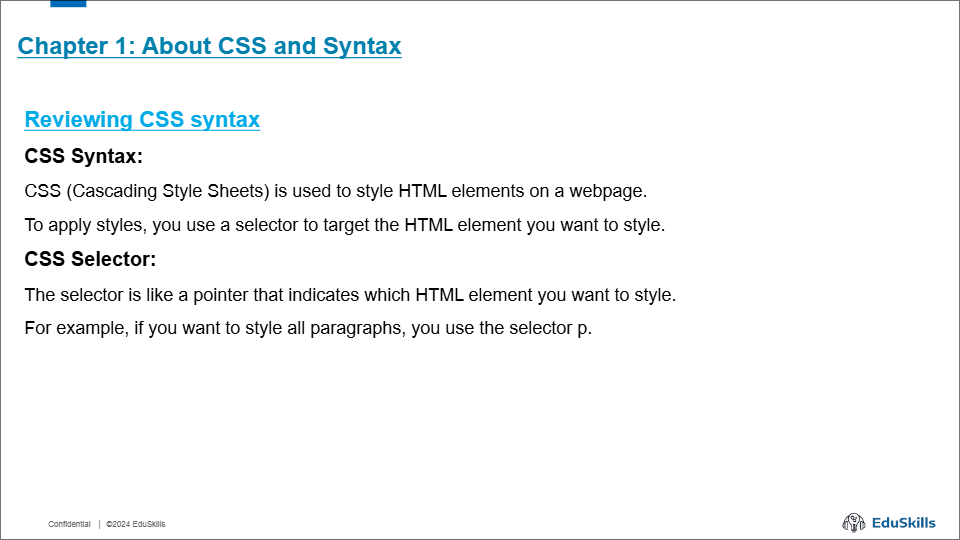 Chapter 1: About CSS and Syntax
Reviewing CSS syntax
CSS Syntax:
CSS (Cascading Style Sheets) is used to style HTML elements on a webpage.
To apply styles, you use a selector to target the HTML element you want to style.
CSS Selector:
The selector is like a pointer that indicates which HTML element you want to style.
For example, if you want to style all paragraphs, you use the selector p.
Confidential | ©2024 EduSkills
EduSkills